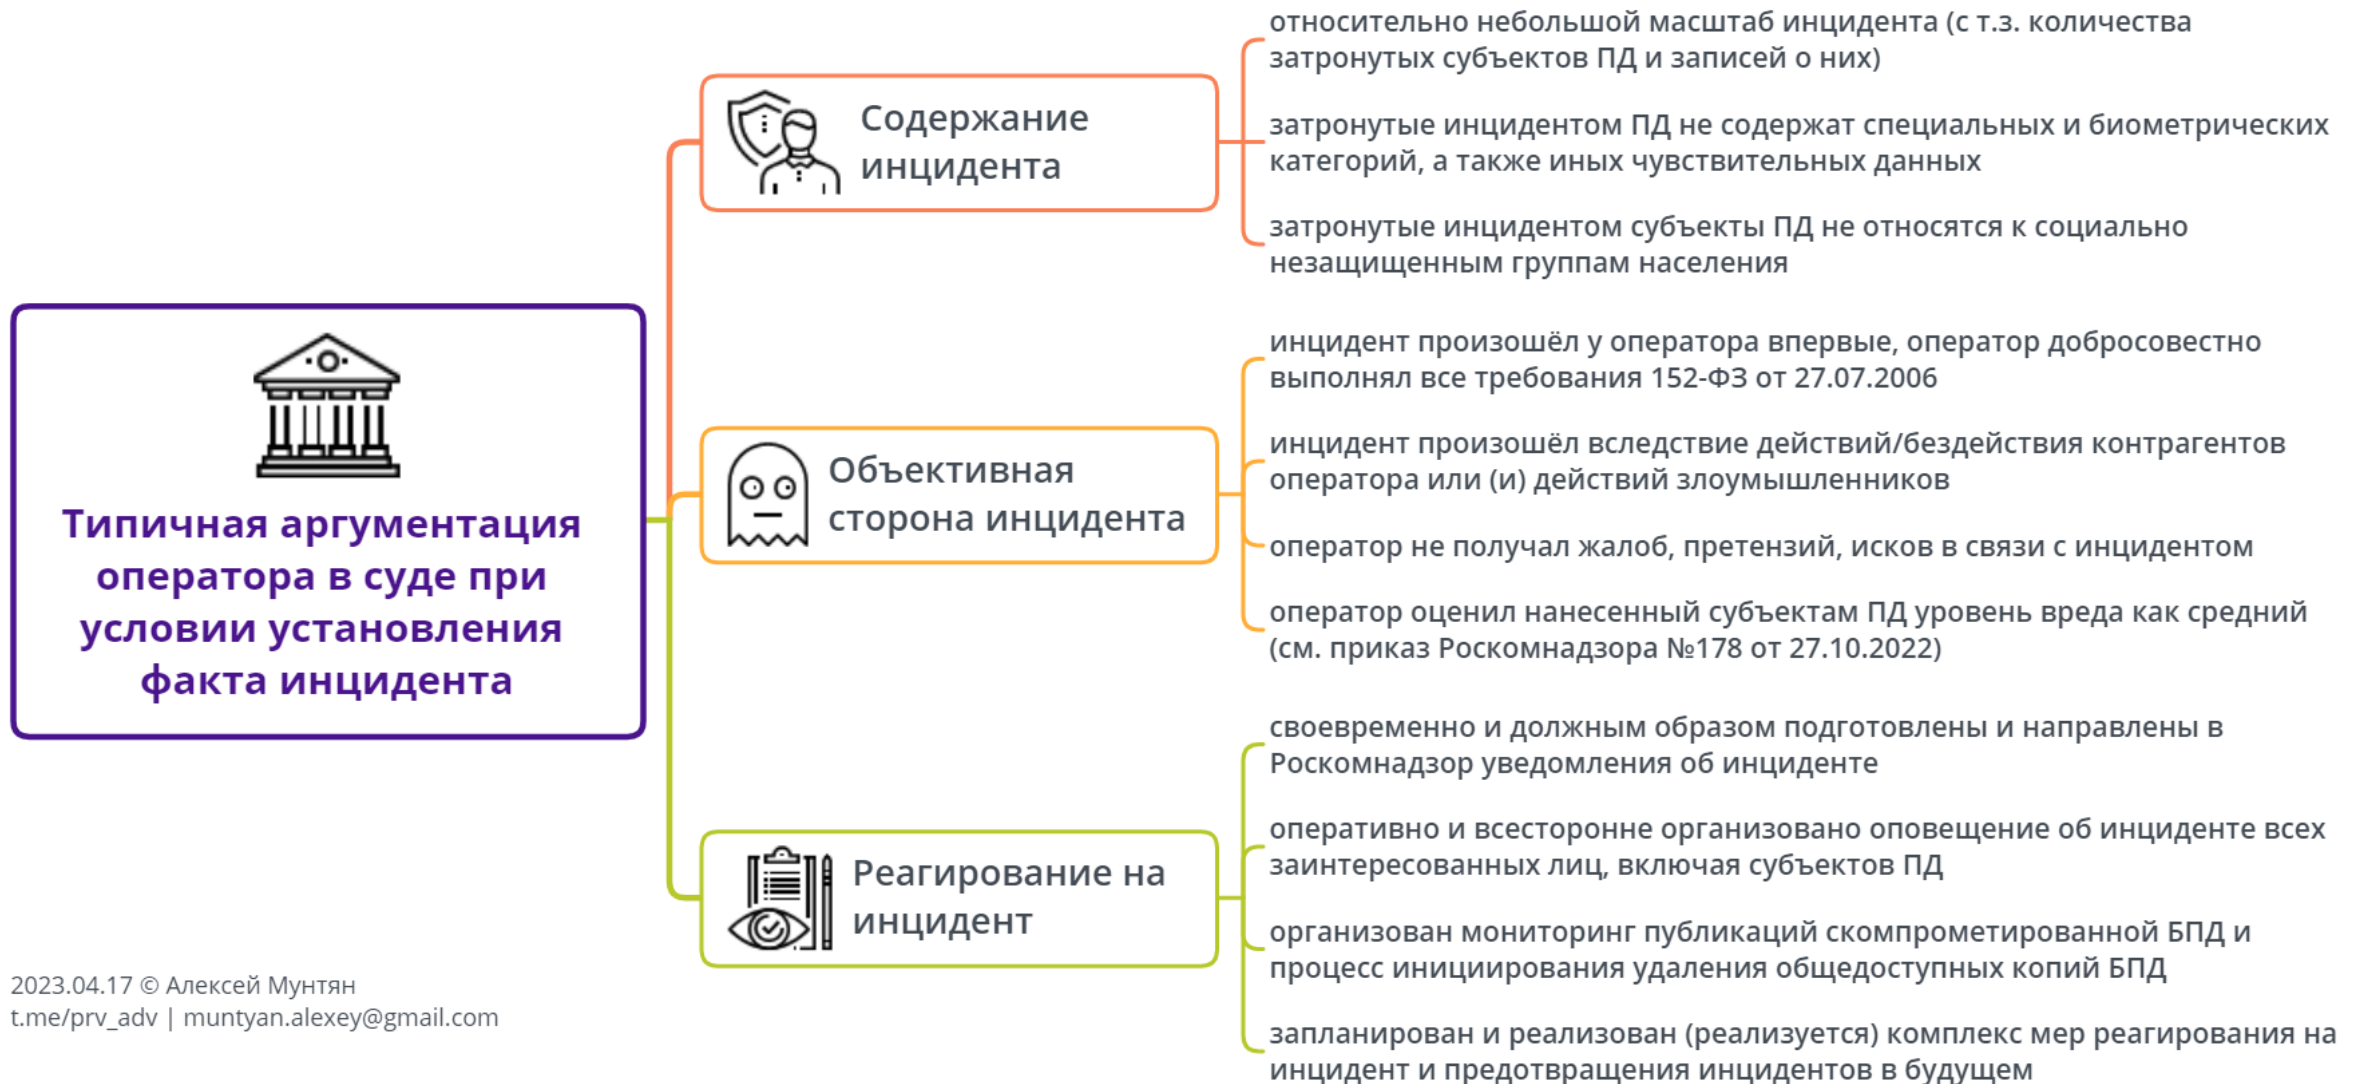 Типичная аргументация
оператора в суде при
условии установления
факта инцидента
Содержание
инцидента
относительно небольшой масштаб инцидента (с т.з. количества
затронутых субъектов ПД и записей о них)
затронутые инцидентом ПД не содержат специальных и биометрических
категорий, а также иных чувствительных данных
затронутые инцидентом субъекты ПД не относятся к социально
незащищенным группам населения
Объективная
сторона инцидента
инцидент произошёл у оператора впервые, оператор добросовестно
выполнял все требования 152-ФЗ от 27.07.2006
инцидент произошёл вследствие действий/бездействия контрагентов
оператора или (и) действий злоумышленников
оператор не получал жалоб, претензий, исков в связи с инцидентом
оператор оценил нанесенный субъектам ПД уровень вреда как средний
(см. приказ Роскомнадзора №178 от 27.10.2022)
Реагирование на
инцидент
своевременно и должным образом подготовлены и направлены в
Роскомнадзор уведомления об инциденте
оперативно и всесторонне организовано оповещение об инциденте всех
заинтересованных лиц, включая субъектов ПД
организован мониторинг публикаций скомпрометированной БПД и
процесс инициирования удаления общедоступных копий БПД
запланирован и реализован (реализуется) комплекс мер реагирования на
инцидент и предотвращения инцидентов в будущем
2023.04.17 © Алексей Мунтян
t.me/prv_adv | muntyan.alexey@gmail.com